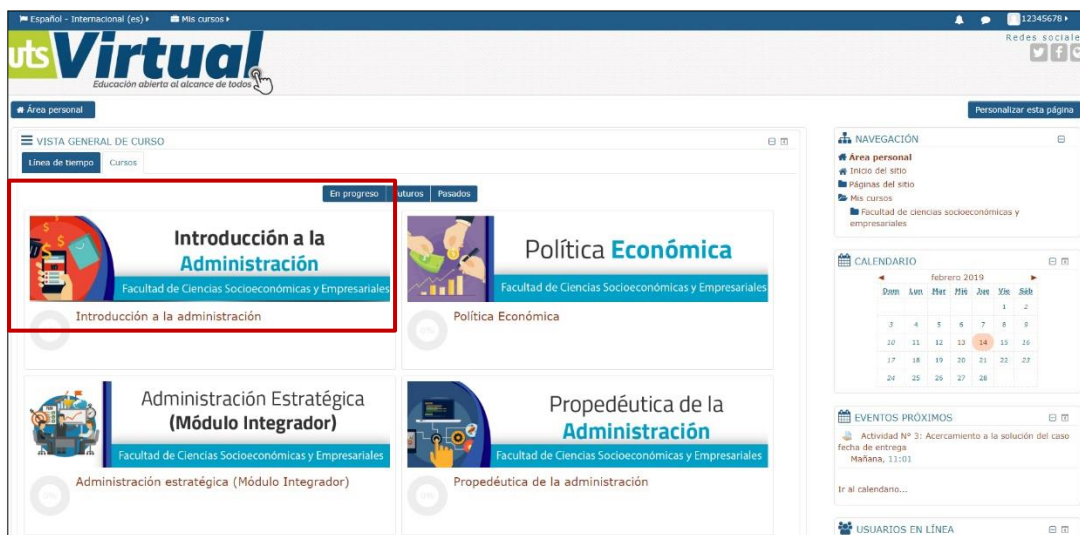 Español - Internacional (es)
Mis cursos
12345678
uts Virtual
Educación abierta al alcance de todos
Redes sociale
Área personal
Personalizar esta página
VISTA GENERAL DE CURSO
Línea de tiempo
Cursos
En progreso
uturos
Pasados
Introducción a la
Administración
Facultad de Ciencias Socioeconómicas y Empresariales
Introducción a la administración
Política Económica
Facultad de Ciencias Socioeconómicas y Empresariales
0%
Política Económica
Administración Estratégica
(Módulo Integrador)
Facultad de Ciencias Socioeconómicas y Empresariales
0%
Administración estratégica (Módulo Integrador)
Propedéutica de la
Administración
Facultad de Ciencias Socioeconómicas y Empresariales
0%
Propedéutica de la administración
NAVEGACIÓN
Área personal
Inicio del sitio
Páginas del sitio
Mis cursos
Facultad de ciencias socioeconómicas y
empresariales
CALENDARIO
febrero 2019
Dom Lun Mar Mié Jue Vie Sáb
1 2
3 4 5 6 7 8 9
10 11 12 13 14 15 16
17 18 19 20 21 22 23
24 25 26 27 28
EVENTOS PRÓXIMOS
Actividad Nº 3: Acercamiento a la solución del caso
fecha de entrega
Mañana, 11:01
Ir al calendario...
USUARIOS EN LÍNEA